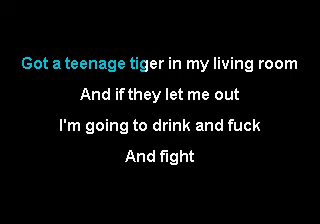 Got a teenage tiger in my living room
And if they let me out
I'm going to drink and fuck
And fight